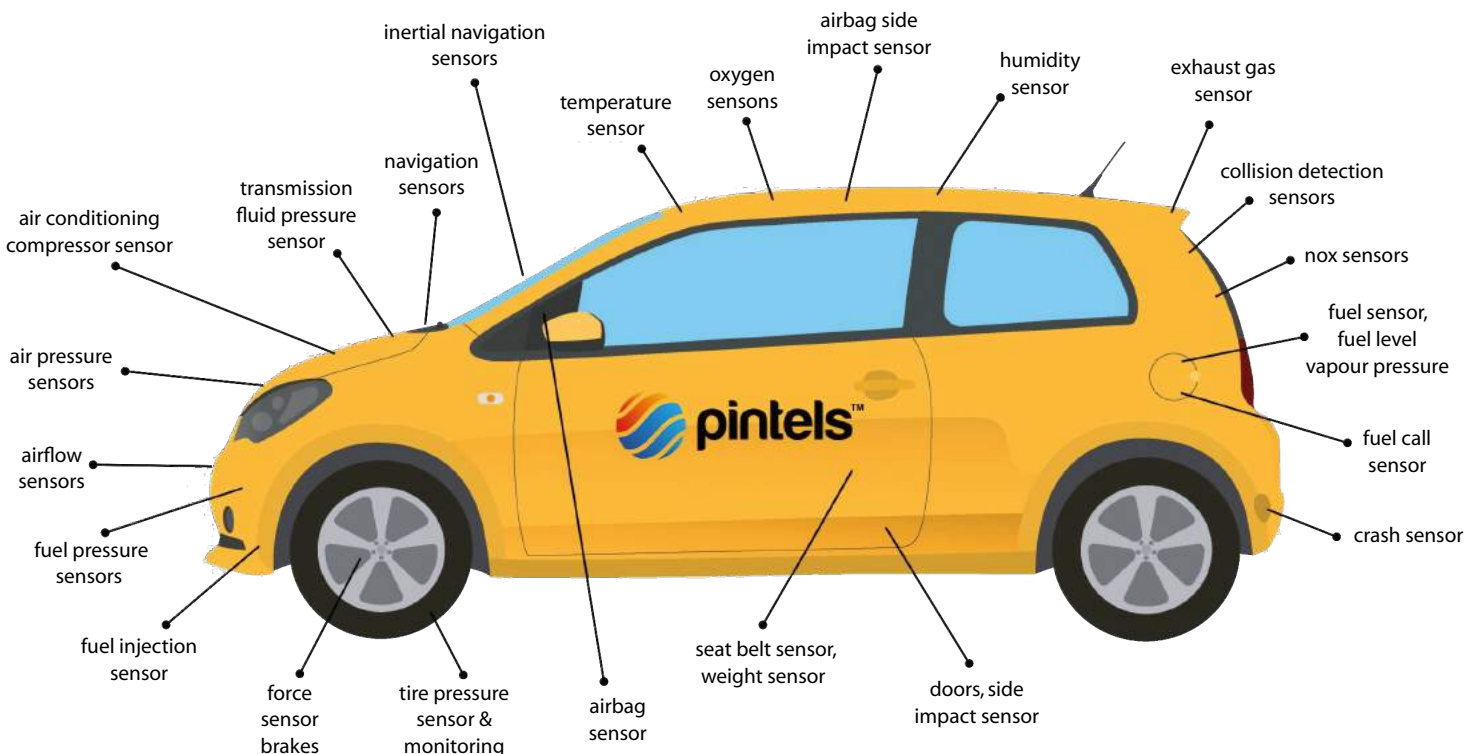 inertial navigation
sensors
airbag side
impact sensor
oxygen
sensons
humidity
sensor
exhaust gas
sensor
temperature
sensor
navigation
sensors
collision detection
sensors
transmission
fluid pressure
sensor
air conditioning
compressor sensor
nox sensors
fuel sensor,
fuel level
vapour pressure
air pressure
sensors
pintels™
fuel call
sensor
airflow
sensors
crash sensor
fuel pressure
sensors
fuel injection
sensor
seat belt sensor,
weight sensor
force
sensor
brakes
tire pressure
sensor &
monitoring
airbag
sensor
doors, side
impact sensor